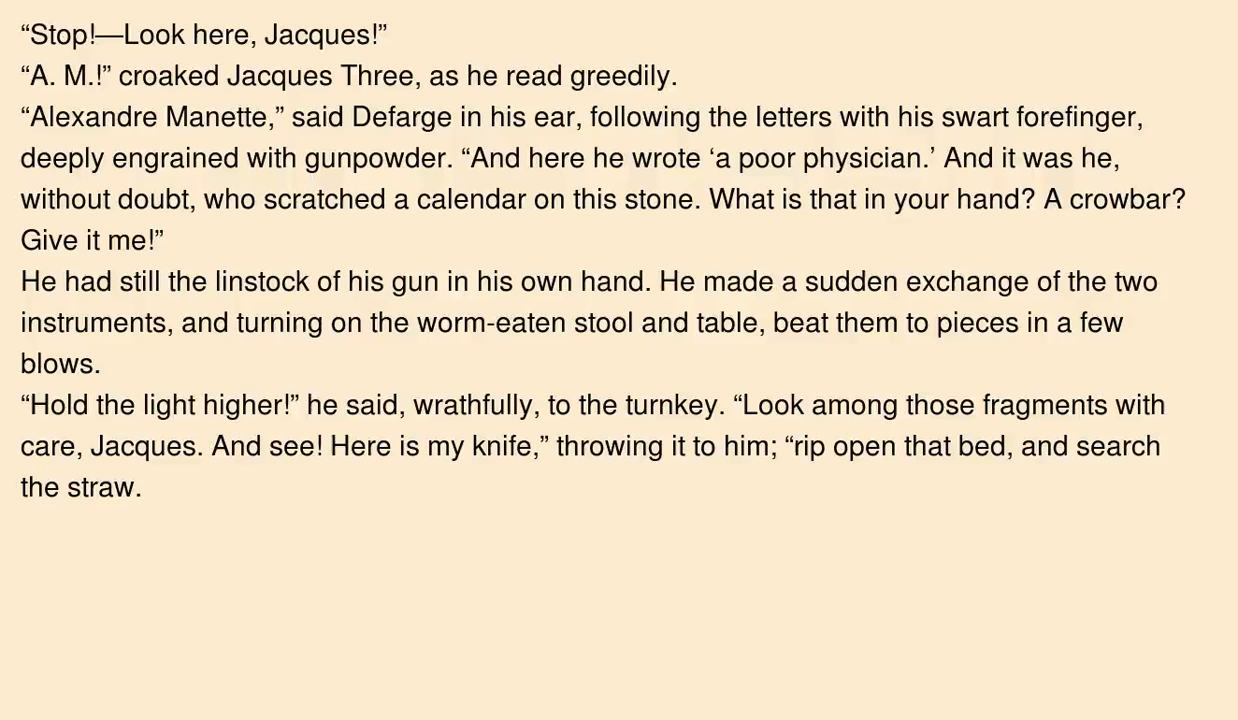 “Stop!—Look here, Jacques!”
“A. M.!” croaked Jacques Three, as he read greedily.
“Alexandre Manette,” said Defarge in his ear, following the letters with his swart forefinger,
deeply engrained with gunpowder. “And here he wrote ‘a poor physician.’ And it was he,
without doubt, who scratched a calendar on this stone. What is that in your hand? A crowbar?
Give it me!”
He had still the linstock of his gun in his own hand. He made a sudden exchange of the two
instruments, and turning on the worm-eaten stool and table, beat them to pieces in a few
blows.
“Hold the light higher!” he said, wrathfully, to the turnkey. “Look among those fragments with
care, Jacques. And see! Here is my knife,” throwing it to him; “rip open that bed, and search
the straw.